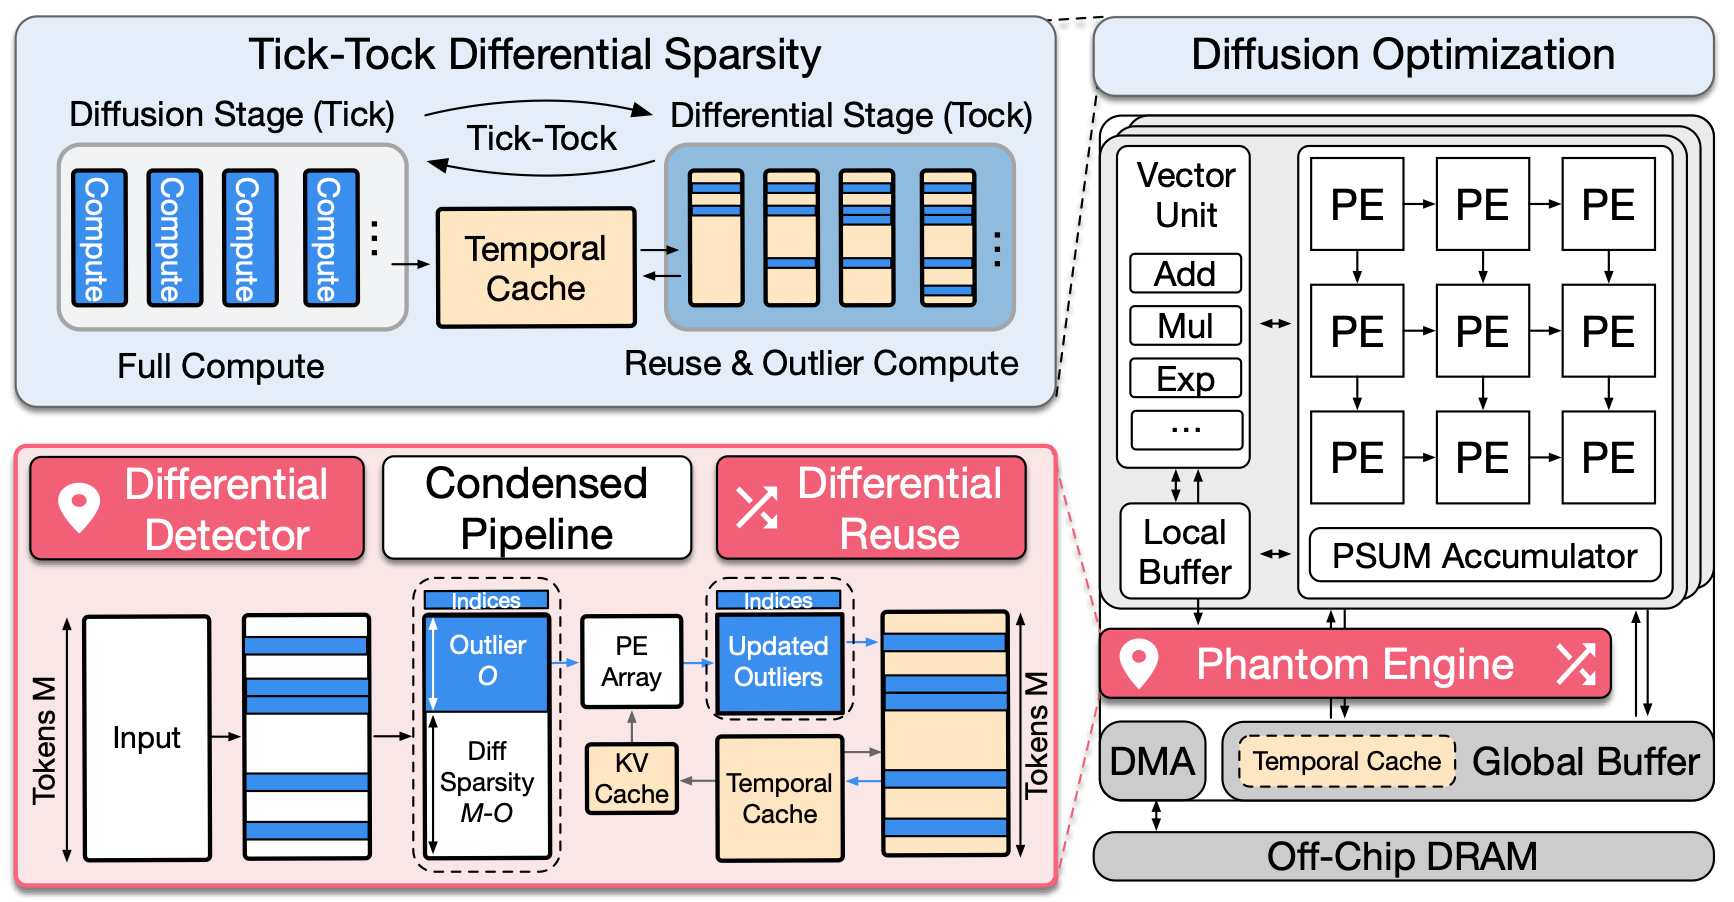 Tick-Tock Differential Sparsity
Diffusion Stage (Tick)
Tick-Tock
Differential Stage (Tock)
Compute
Compute
Compute
Compute
...
Temporal
Cache
...
Full Compute
Reuse & Outlier Compute
Differential
Detector
Condensed
Pipeline
Differential
Reuse
Tokens M
Input
Indices
Outlier
O
Diff
Sparsity
M-O
PE
Array
KV
Cache
Indices
Updated
Outliers
Temporal
Cache
Tokens M
Diffusion Optimization
Vector
Unit
Add
Mul
Exp
...
Local
Buffer
PE
PE
PE
PE
PE
PE
PE
PE
PE
PSUM Accumulator
Phantom Engine
DMA
Temporal Cache
Global Buffer
Off-Chip DRAM